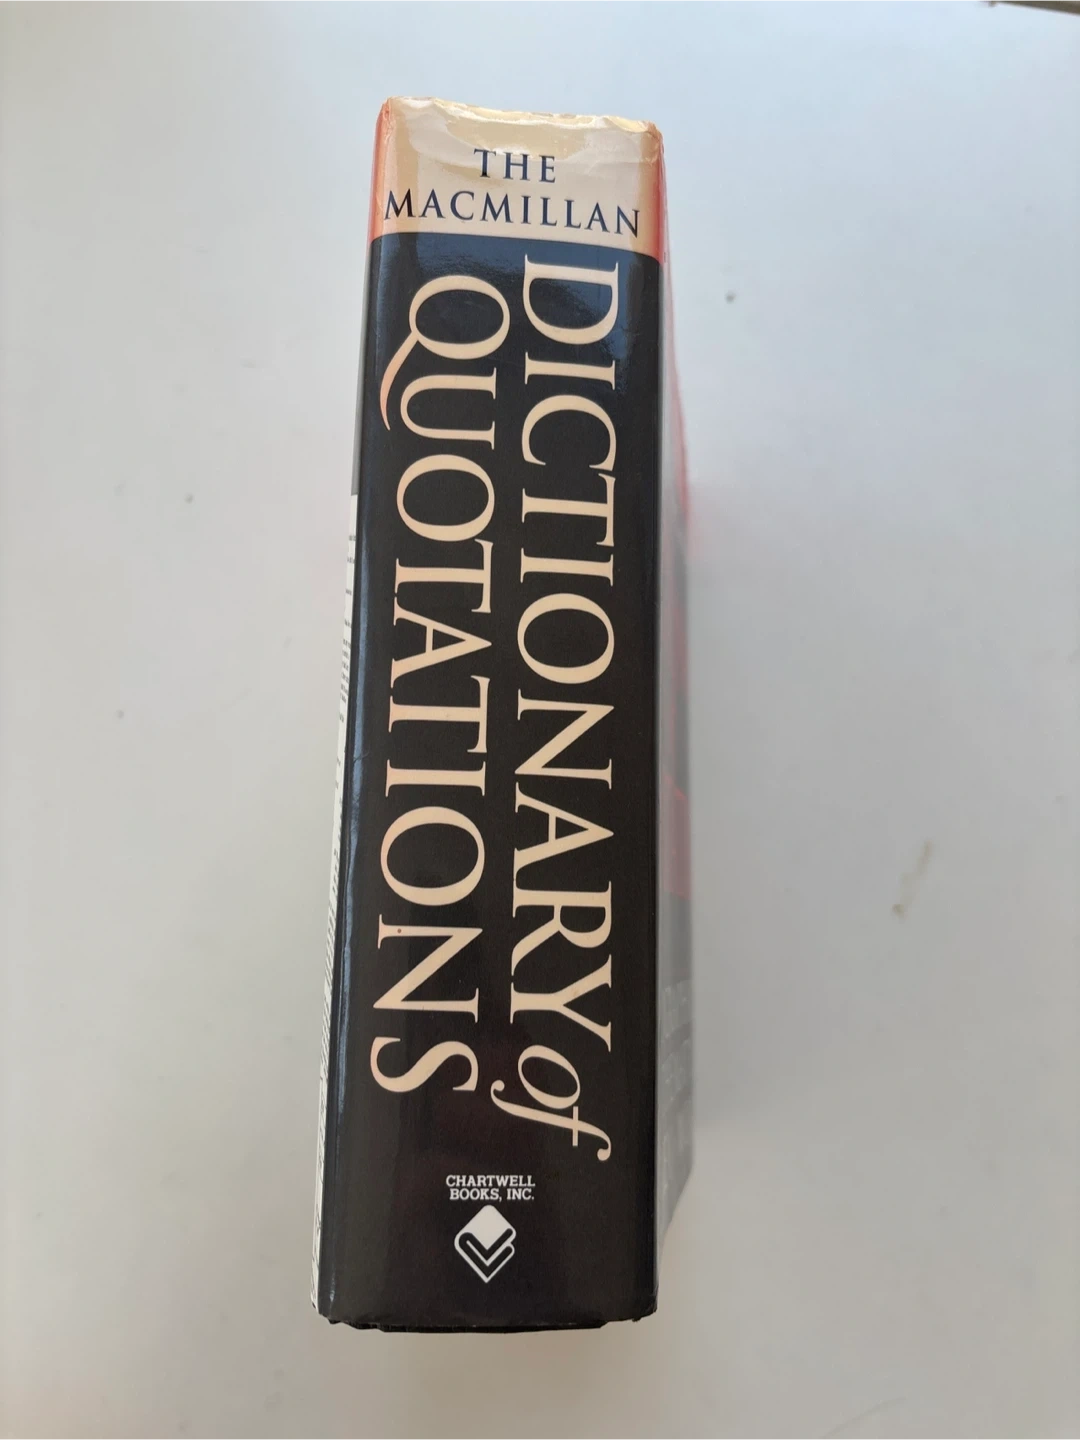 THE
MACMILLAN
DICTIONARY of
QUOTATIONS
CHARTWELL
BOOKS, INC.